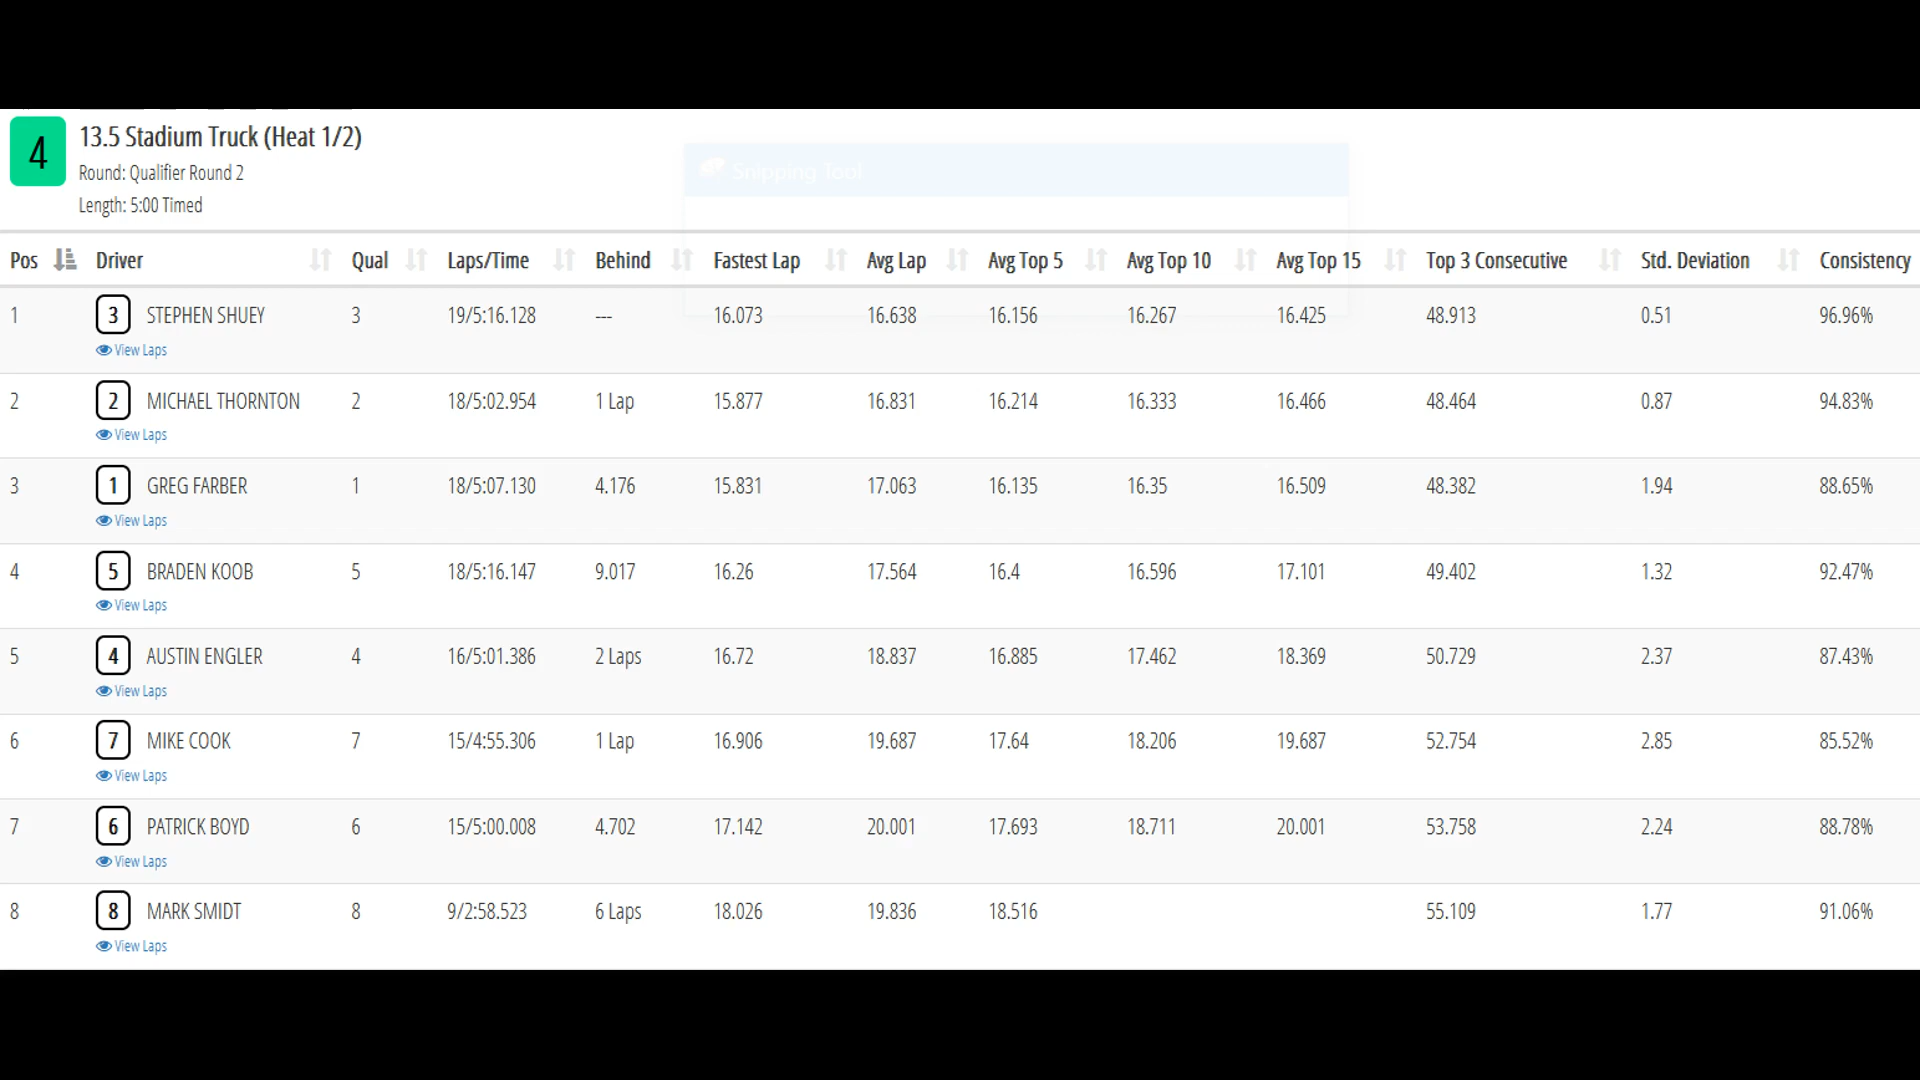 4
13.5 Stadium Truck (Heat 1/2)
Round: Qualifier Round 2
Length: 5:00 Timed
Snipping Tool
Pos Driver Qual Laps/Time Behind Fastest Lap Avg Lap Avg Top 5 Avg Top 10 Avg Top 15 Top 3 Consecutive Std. Deviation Consistency
1 3 STEPHEN SHUEY 3 19/5:16.128 --- 16.073 16.638 16.156 16.267 16.425 48.913 0.51 96.96%
View Laps
2 2 MICHAEL THORNTON 2 18/5:02.954 1 Lap 15.877 16.831 16.214 16.333 16.466 48.464 0.87 94.83%
View Laps
3 1 GREG FARBER 1 18/5:07.130 4.176 15.831 17.063 16.135 16.35 16.509 48.382 1.94 88.65%
View Laps
4 5 BRADEN KOOB 5 18/5:16.147 9.017 16.26 17.564 16.4 16.596 17.101 49.402 1.32 92.47%
View Laps
5 4 AUSTIN ENGLER 4 16/5:01.386 2 Laps 16.72 18.837 16.885 17.462 18.369 50.729 2.37 87.43%
View Laps
6 7 MIKE COOK 7 15/4:55.306 1 Lap 16.906 19.687 17.64 18.206 19.687 52.754 2.85 85.52%
View Laps
7 6 PATRICK BOYD 6 15/5:00.008 4.702 17.142 20.001 17.693 18.711 20.001 53.758 2.24 88.78%
View Laps
8 8 MARK SMIDT 8 9/2:58.523 6 Laps 18.026 19.836 18.516 55.109 1.77 91.06%
View Laps